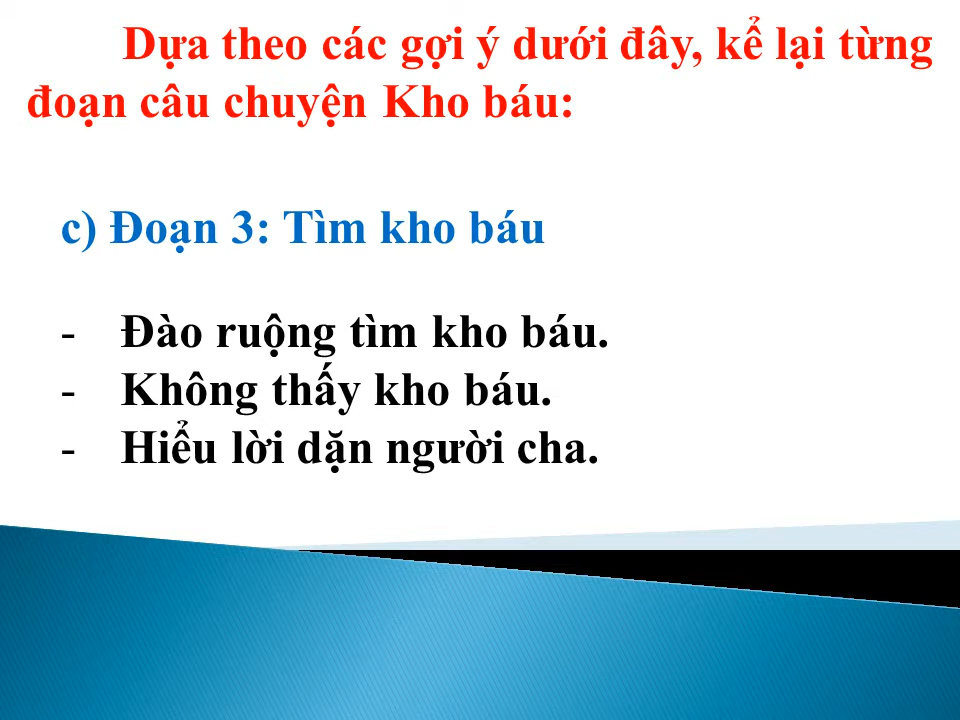 Dựa theo các gợi ý dưới đây, kể lại từng
đoạn câu chuyện Kho báu:
c) Đoạn 3: Tìm kho báu
- Đào ruộng tìm kho báu.
- Không thấy kho báu.
- Hiểu lời dặn người cha.